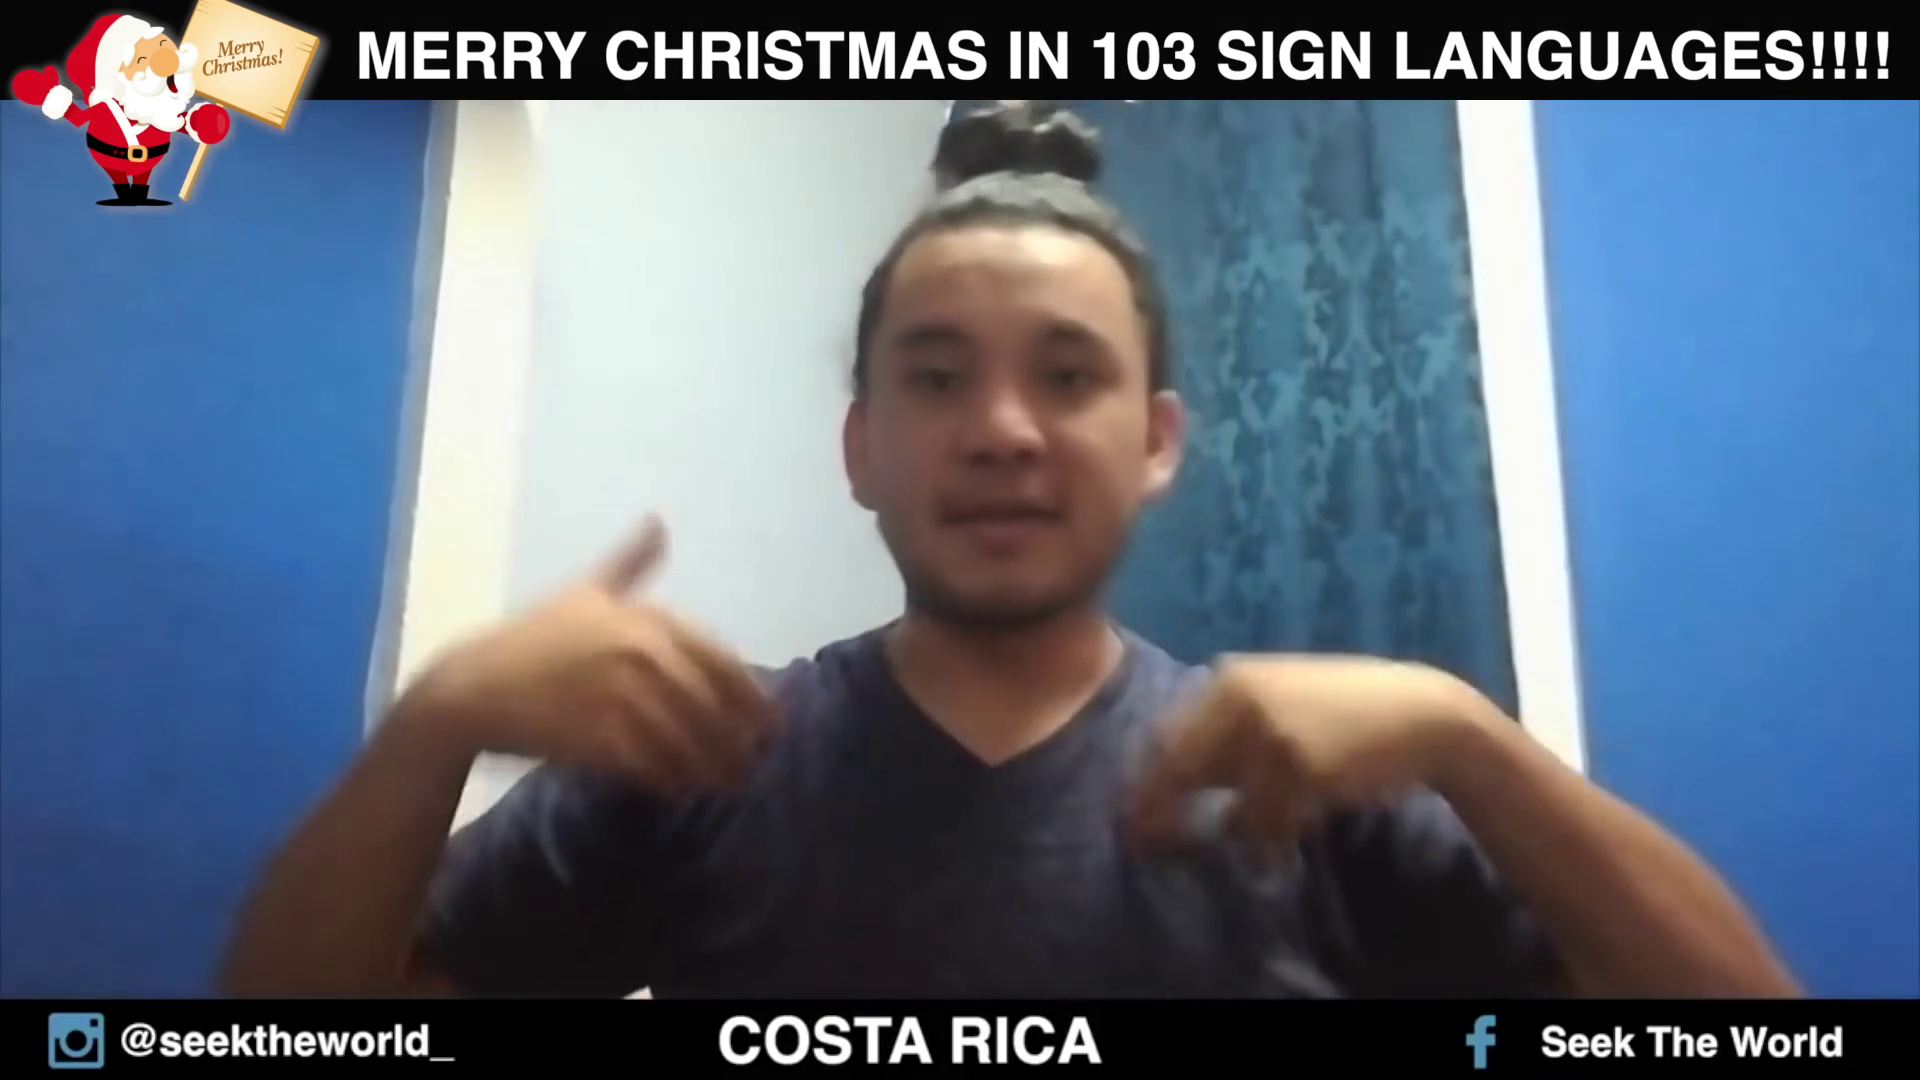 Merry
Christmas!
MERRY CHRISTMAS IN 103 SIGN LANGUAGES!!!!
@seektheworld_
COSTA RICA
Seek The World